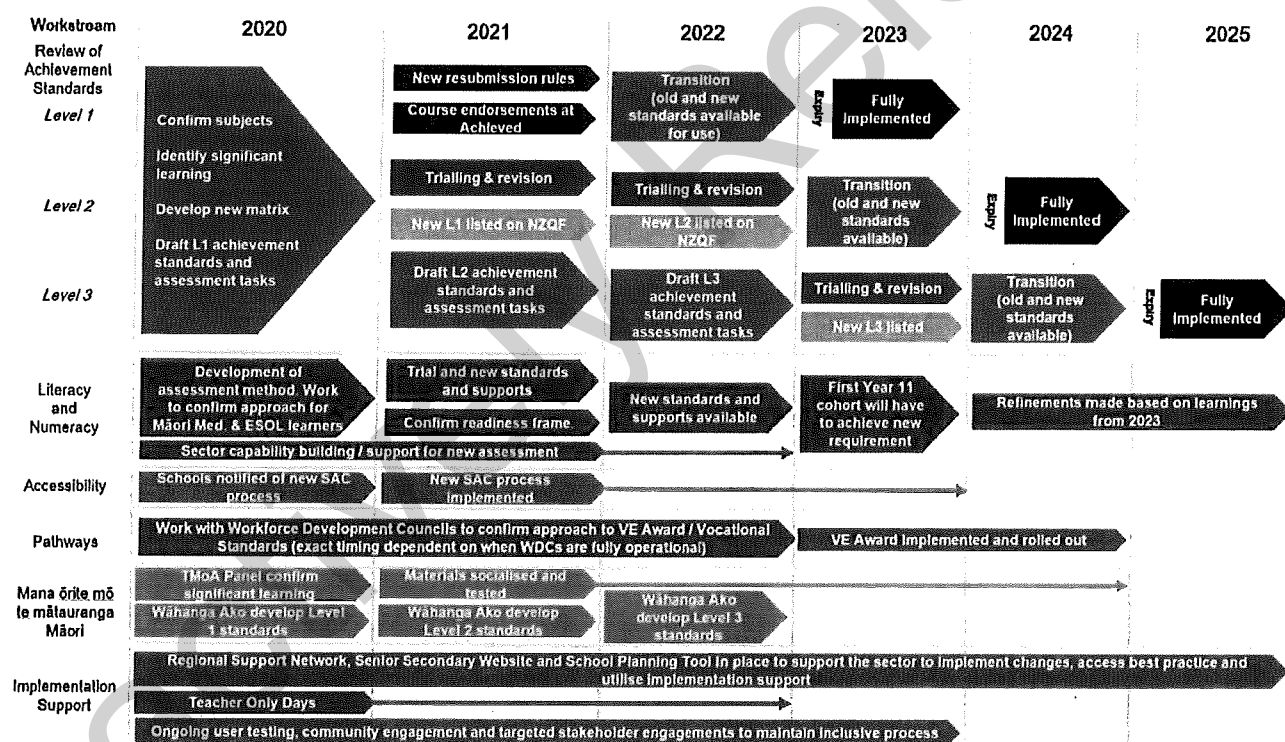 Workstream
2020
2021
2022
2023
2024
2025
Review of
Achievement
Standards
Level 1
Level 2
Level 3
Confirm subjects
Identify significant
learning
Develop new matrix
Draft L1 achievement
standards and
assessment tasks
New resubmission rules
Course endorsements at
Achieved
Transition
(old and new
standards available
for use)
Expiry
Fully
Implemented
Trialling & revision
New L1 listed on NZQF
Trialling & revision
New L2 listed on
NZQF
Transition
(old and new
standards
available)
Expiry
Fully
Implemented
Draft L2 achievement
standards and
assessment tasks
Draft L3
achievement
standards and
assessment tasks
Trialling & revision
New L3 listed
Transition
(old and new
standards
available)
Expiry
Fully
Implemented
Literacy
and
Numeracy
Development of
assessment method. Work
to confirm approach for
Māori Med. & ESOL learners
Trial and new standards
and supports
Confirm readiness frame
New standards and
supports available
First Year 11
cohort will have
to achieve new
requirement
Refinements made based on learnings
from 2023
Sector capability building / support for new assessment
Accessibility
Schools notified of new SAC
process
New SAC process
implemented
Pathways
Work with Workforce Development Councils to confirm approach to VE Award / Vocational
Standards (exact timing dependent on when WDCs are fully operational)
VE Award implemented and rolled out
Mana ōrite mō
te mātauranga
Māori
TMoA Panel confirm
significant learning
Materials socialised and
tested
Wāhanga Ako develop Level
1 standards
Wāhanga Ako develop
Level 2 standards
Wāhanga Ako
develop Level 3
standards
Implementation
Support
Regional Support Network, Senior Secondary Website and School Planning Tool in place to support the sector to implement changes, access best practice and
utilise implementation support
Teacher Only Days
Ongoing user testing, community engagement and targeted stakeholder engagements to maintain inclusive process